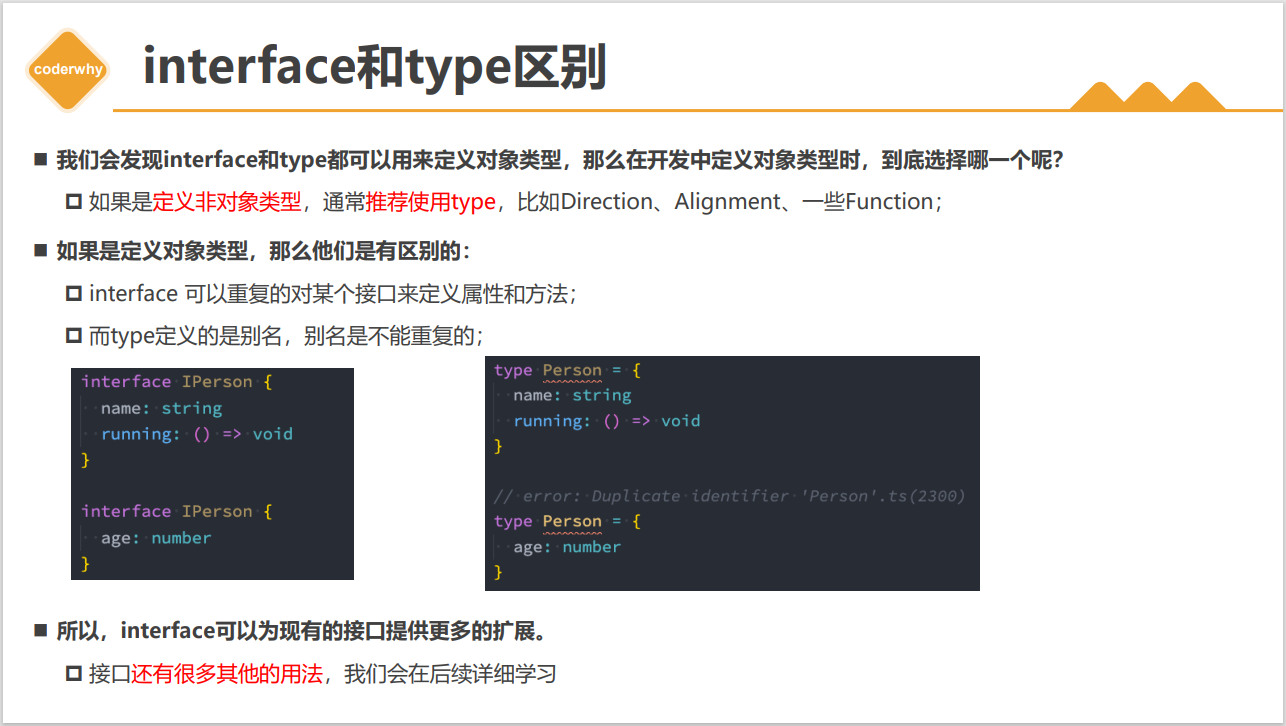 coderwhy
interface和type区别
我们会发现interface和type都可以用来定义对象类型，那么在开发中定义对象类型时，到底选择哪一个呢？
如果是定义非对象类型，通常推荐使用type，比如Direction、Alignment、一些Function；
如果是定义对象类型，那么他们是有区别的：
interface 可以重复的对某个接口来定义属性和方法；
而type定义的是别名，别名是不能重复的；
interface IPerson {
  name: string
  running: () => void
}

interface IPerson {
  age: number
}
type Person = {
  name: string
  running: () => void
}

// error: Duplicate identifier 'Person'.ts(2300)
type Person = {
  age: number
}
所以，interface可以为现有的接口提供更多的扩展。
接口还有很多其他的用法，我们会在后续详细学习